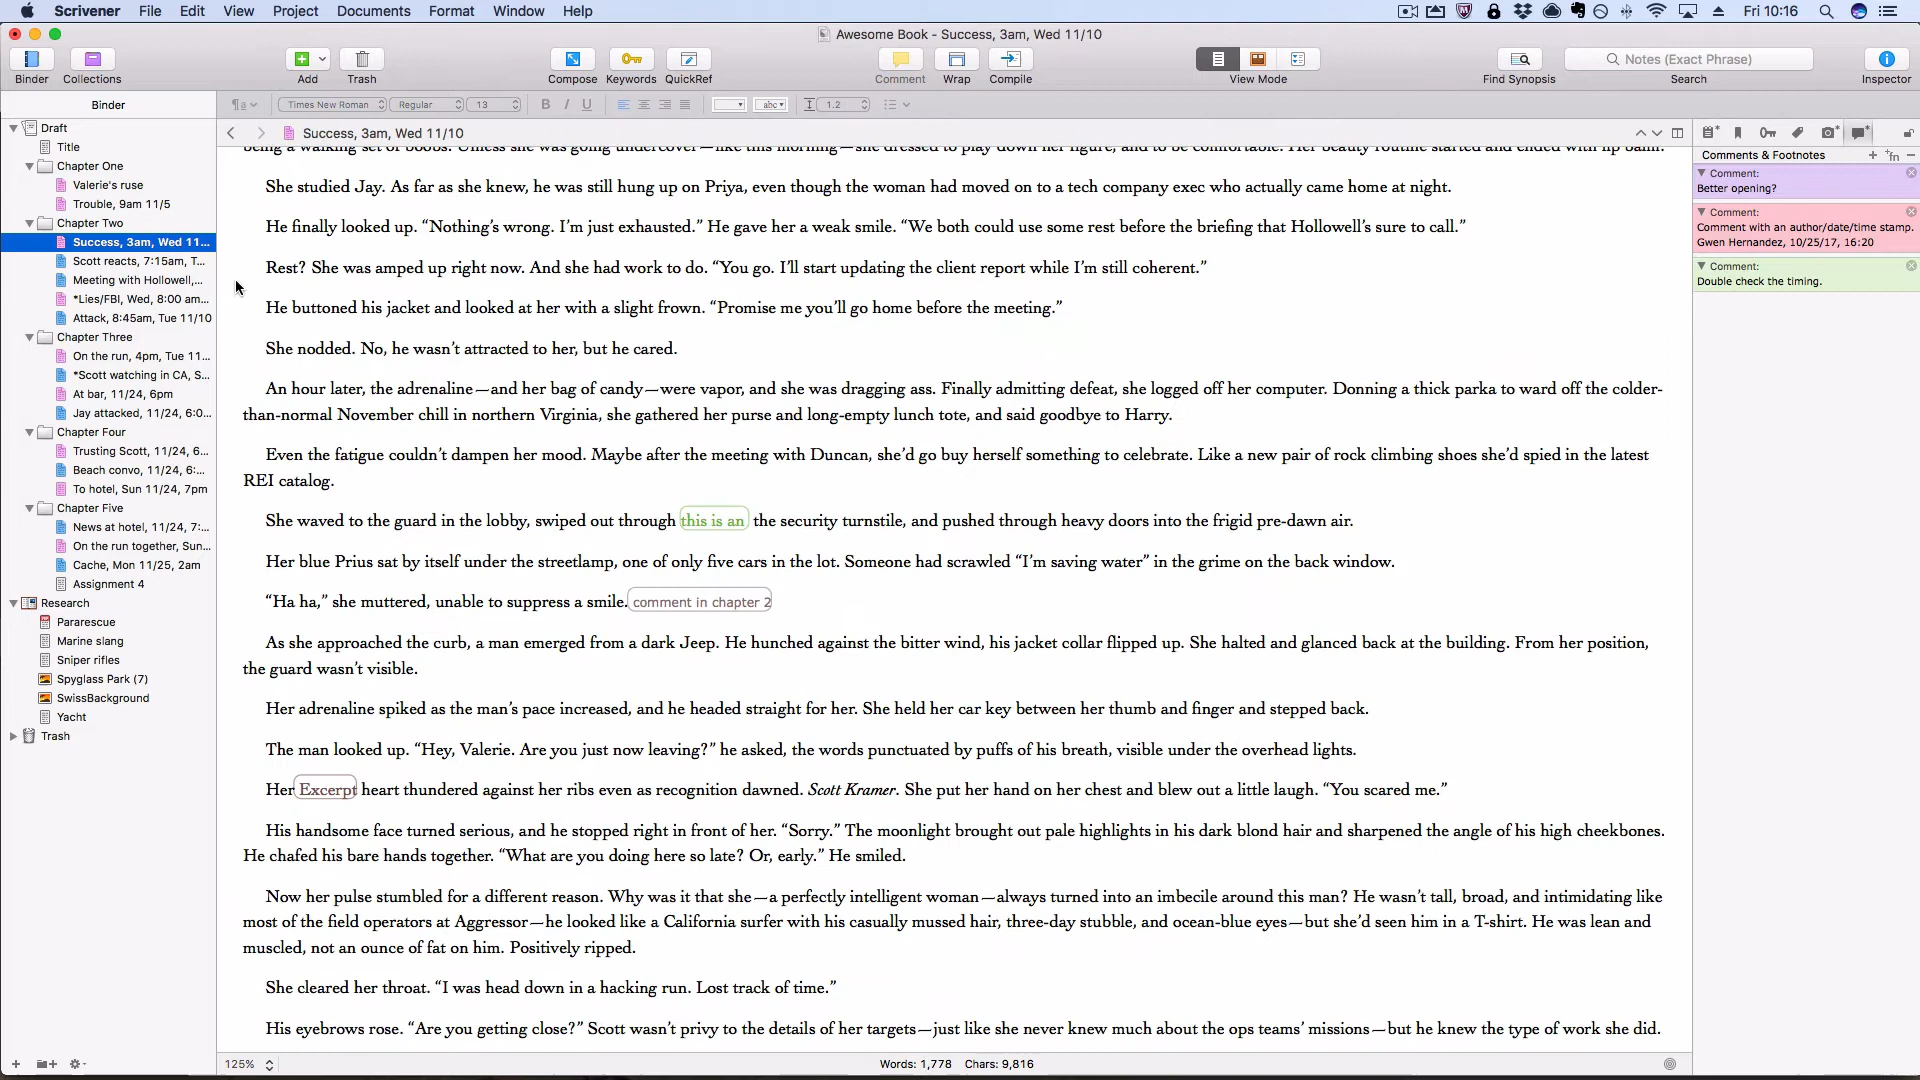 Scrivener File Edit View Project Documents Format Window Help Fri 10:16
Awesome Book - Success, 3am, Wed 11/10
Notes (Exact Phrase)
Binder Collections Add Trash Compose Keywords QuickRef Comment Wrap Compile View Mode Find Synopsis Search Inspector
Times New Roman Regular 13 B I U abc 1.2
Binder
Draft
Title
Chapter One
Valerie's ruse
Trouble, 9am 11/5
Chapter Two
Success, 3am, Wed 11...
Scott reacts, 7:15am, T...
Meeting with Hollowell,...
*Lies/FBI, Wed, 8:00 am...
Attack, 8:45am, Tue 11/10
Chapter Three
On the run, 4pm, Tue 11...
*Scott watching in CA, S...
At bar, 11/24, 6pm
Jay attacked, 11/24, 6:0...
Chapter Four
Trusting Scott, 11/24, 6...
Beach convo, 11/24, 6:...
To hotel, Sun 11/24, 7pm
Chapter Five
News at hotel, 11/24, 7:...
On the run together, Sun...
Cache, Mon 11/25, 2am
Assignment 4
Research
Pararescue
Marine slang
Sniper rifles
Spyglass Park (7)
SwissBackground
Yacht
Trash
Success, 3am, Wed 11/10
being a walking set of boobs. Unless she was going undercover—like this morning—she dressed to play down her figure, and to be comfortable. Her beauty routine started and ended with lip balm.
She studied Jay. As far as she knew, he was still hung up on Priya, even though the woman had moved on to a tech company exec who actually came home at night.
He finally looked up. “Nothing’s wrong. I’m just exhausted.” He gave her a weak smile. “We both could use some rest before the briefing that Hollowell’s sure to call.”
Rest? She was amped up right now. And she had work to do. “You go. I’ll start updating the client report while I’m still coherent.”
He buttoned his jacket and looked at her with a slight frown. “Promise me you’ll go home before the meeting.”
She nodded. No, he wasn’t attracted to her, but he cared.
An hour later, the adrenaline—and her bag of candy—were vapor, and she was dragging ass. Finally admitting defeat, she logged off her computer. Donning a thick parka to ward off the colder-
than-normal November chill in northern Virginia, she gathered her purse and long-empty lunch tote, and said goodbye to Harry.
Even the fatigue couldn’t dampen her mood. Maybe after the meeting with Duncan, she’d go buy herself something to celebrate. Like a new pair of rock climbing shoes she’d spied in the latest
REI catalog.
She waved to the guard in the lobby, swiped out through this is an the security turnstile, and pushed through heavy doors into the frigid pre-dawn air.
Her blue Prius sat by itself under the streetlamp, one of only five cars in the lot. Someone had scrawled “I’m saving water” in the grime on the back window.
“Ha ha,” she muttered, unable to suppress a smile. comment in chapter 2
As she approached the curb, a man emerged from a dark Jeep. He hunched against the bitter wind, his jacket collar flipped up. She halted and glanced back at the building. From her position,
the guard wasn’t visible.
Her adrenaline spiked as the man’s pace increased, and he headed straight for her. She held her car key between her thumb and finger and stepped back.
The man looked up. “Hey, Valerie. Are you just now leaving?” he asked, the words punctuated by puffs of his breath, visible under the overhead lights.
Her Excerpt heart thundered against her ribs even as recognition dawned. Scott Kramer. She put her hand on her chest and blew out a little laugh. “You scared me.”
His handsome face turned serious, and he stopped right in front of her. “Sorry.” The moonlight brought out pale highlights in his dark blond hair and sharpened the angle of his high cheekbones.
He chafed his bare hands together. “What are you doing here so late? Or, early.” He smiled.
Now her pulse stumbled for a different reason. Why was it that she—a perfectly intelligent woman—always turned into an imbecile around this man? He wasn’t tall, broad, and intimidating like
most of the field operators at Aggressor—he looked like a California surfer with his casually mussed hair, three-day stubble, and ocean-blue eyes—but she’d seen him in a T-shirt. He was lean and
muscled, not an ounce of fat on him. Positively ripped.
She cleared her throat. “I was head down in a hacking run. Lost track of time.”
His eyebrows rose. “Are you getting close?” Scott wasn’t privy to the details of her targets—just like she never knew much about the ops teams’ missions—but he knew the type of work she did.
125% Words: 1,778 Chars: 9,816
Comments & Footnotes
Comment:
Better opening?
Comment:
Comment with an author/date/time stamp.
Gwen Hernandez, 10/25/17, 16:20
Comment:
Double check the timing.